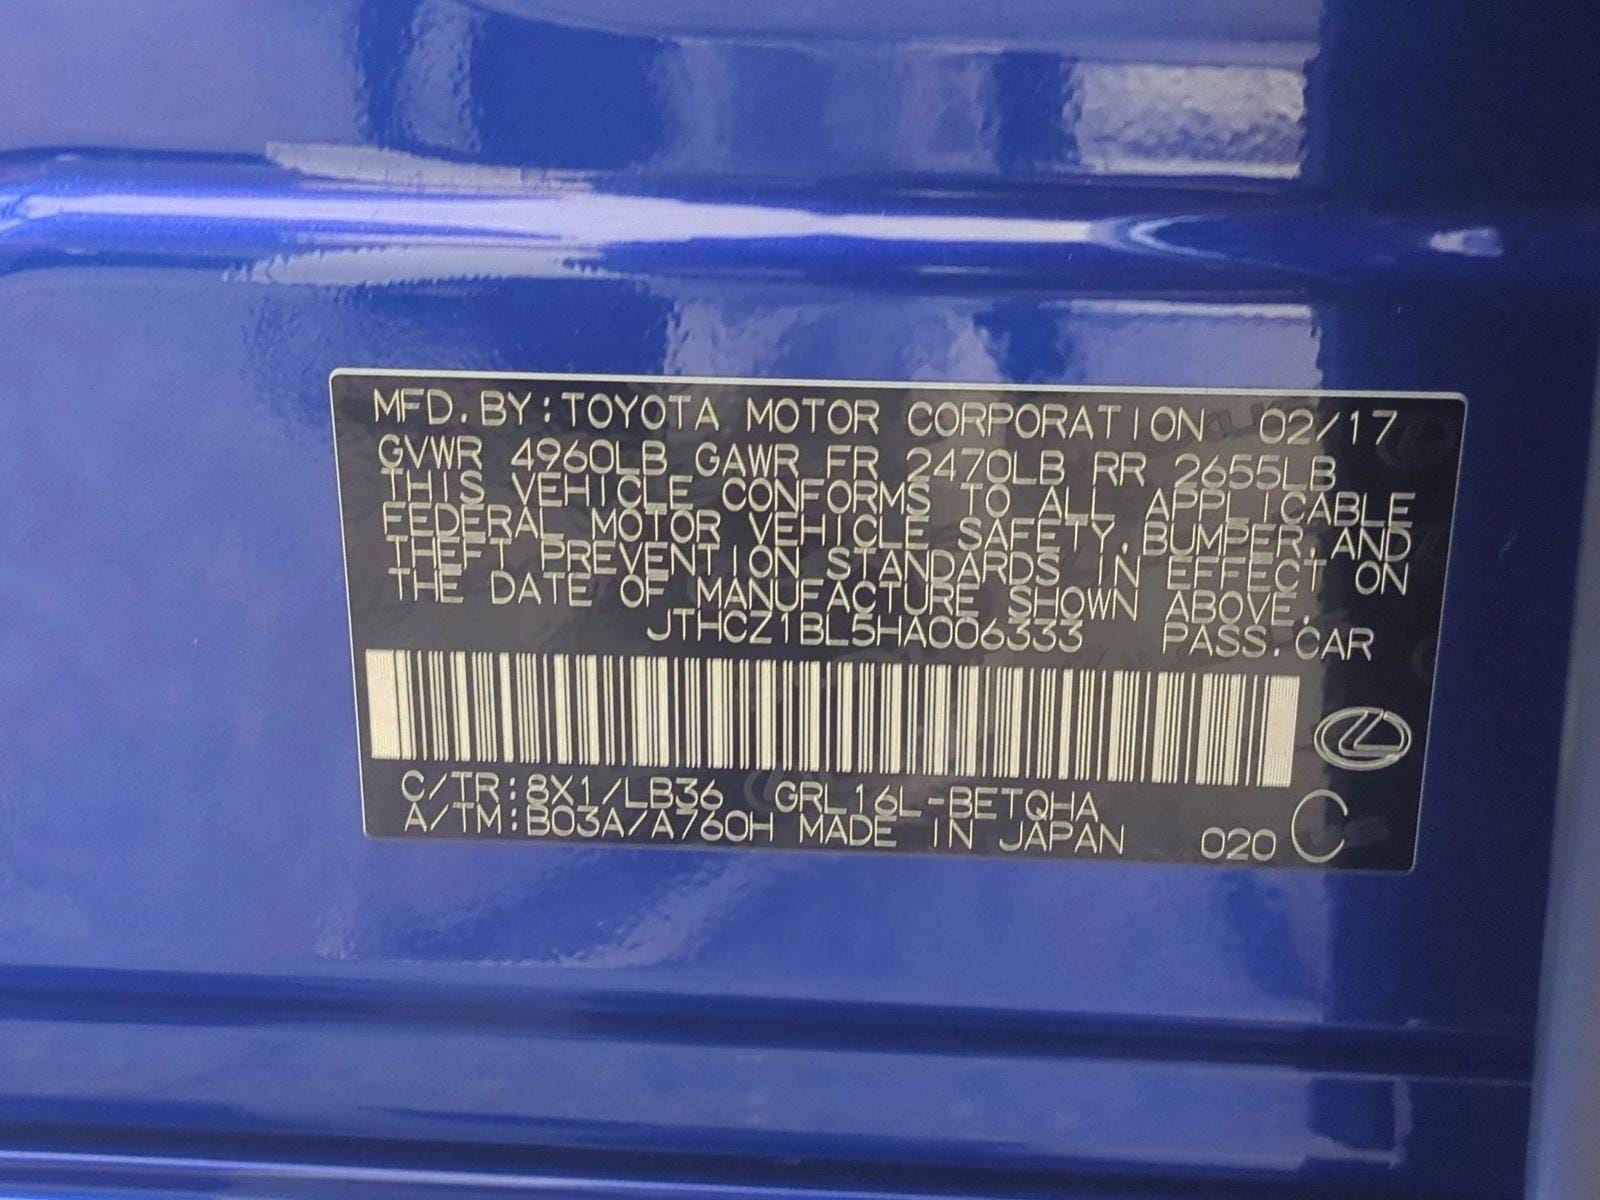 MFD. BY: TOYOTA MOTOR CORPORATION 02/17
GVWR 4960LB GAWR FR 2470LB RR 2655LB
THIS VEHICLE CONFORMS TO ALL APPLICABLE
FEDERAL MOTOR VEHICLE SAFETY, BUMPER, AND
THEFT PREVENTION STANDARDS IN EFFECT ON
THE DATE OF MANUFACTURE SHOWN ABOVE.
JTHCZ1BL5HA006333 PASS. CAR
C/TR: 8X1/LB36 GRL16L-BETQHA
A/TM: B03A/A760H MADE IN JAPAN 020 C